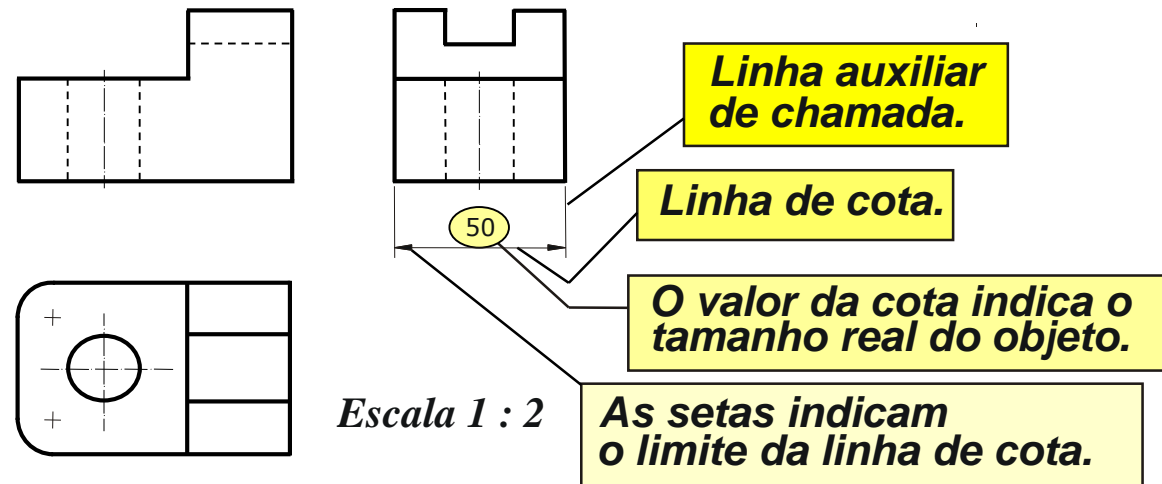 Linha auxiliar
de chamada.
Linha de cota.
50
O valor da cota indica o
tamanho real do objeto.
Escala 1 : 2
As setas indicam
o limite da linha de cota.